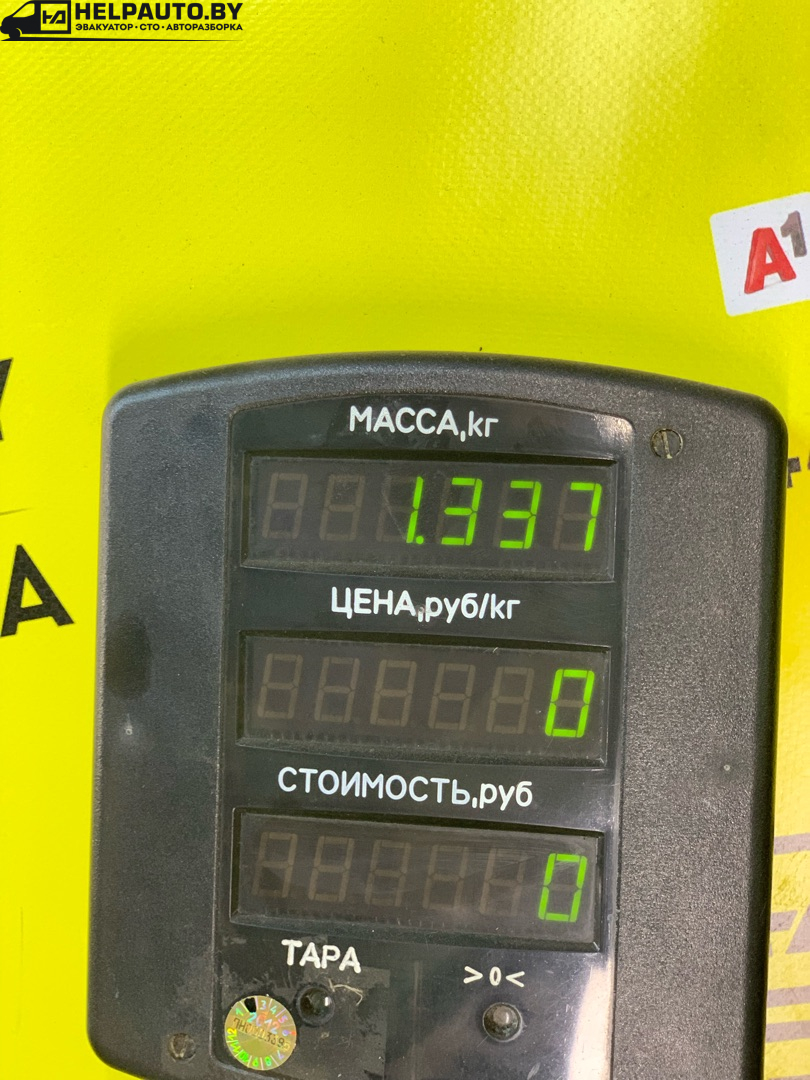 HELPAUTO.BY
ЭВАКУАТОР • СТО • АВТОРАЗБОРКА
A1
МАССА,кг
1.337
А
ЦЕНА,руб/кг
0
СТОИМОСТЬ,руб
0
ТАРА
>0<